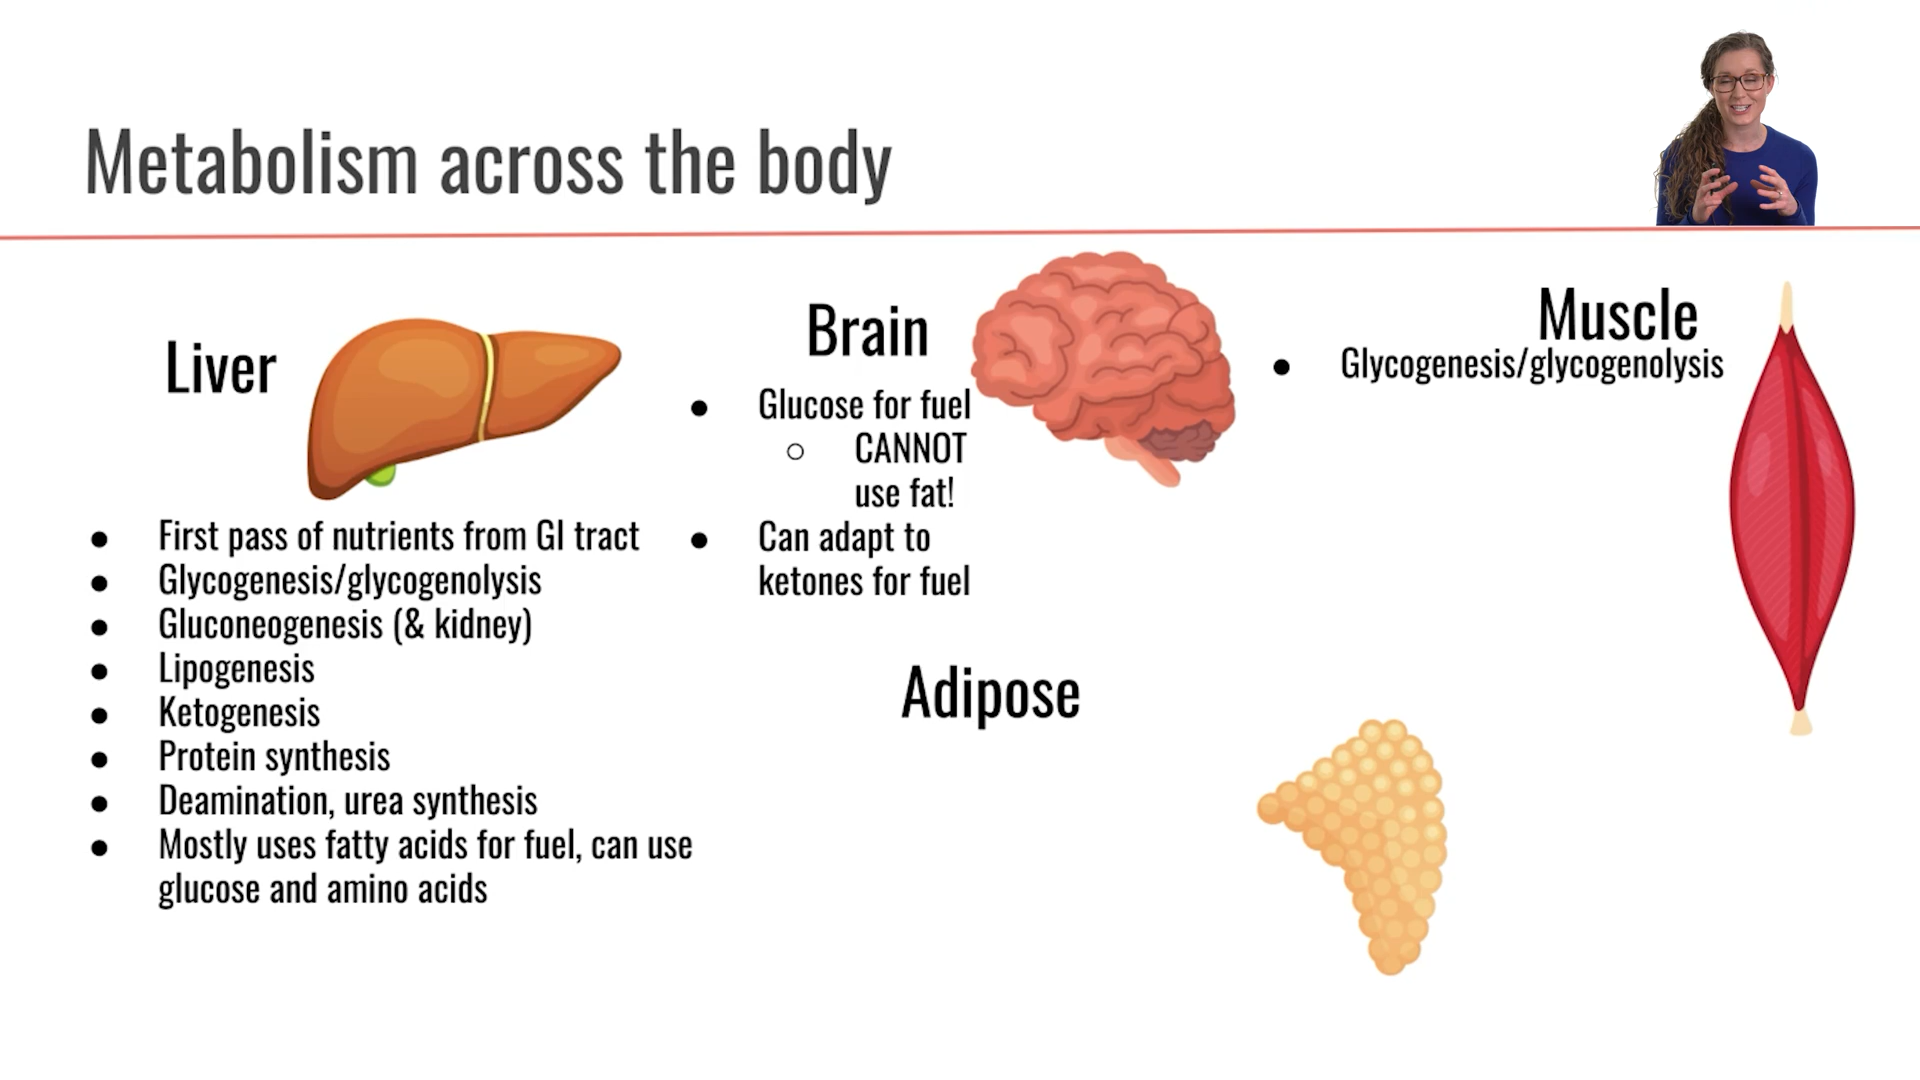 Metabolism across the body
Liver
First pass of nutrients from GI tract
Glycogenesis/glycogenolysis
Gluconeogenesis (& kidney)
Lipogenesis
Ketogenesis
Protein synthesis
Deamination, urea synthesis
Mostly uses fatty acids for fuel, can use
glucose and amino acids
Brain
Glucose for fuel
CANNOT
use fat!
Can adapt to
ketones for fuel
Muscle
Glycogenesis/glycogenolysis
Adipose